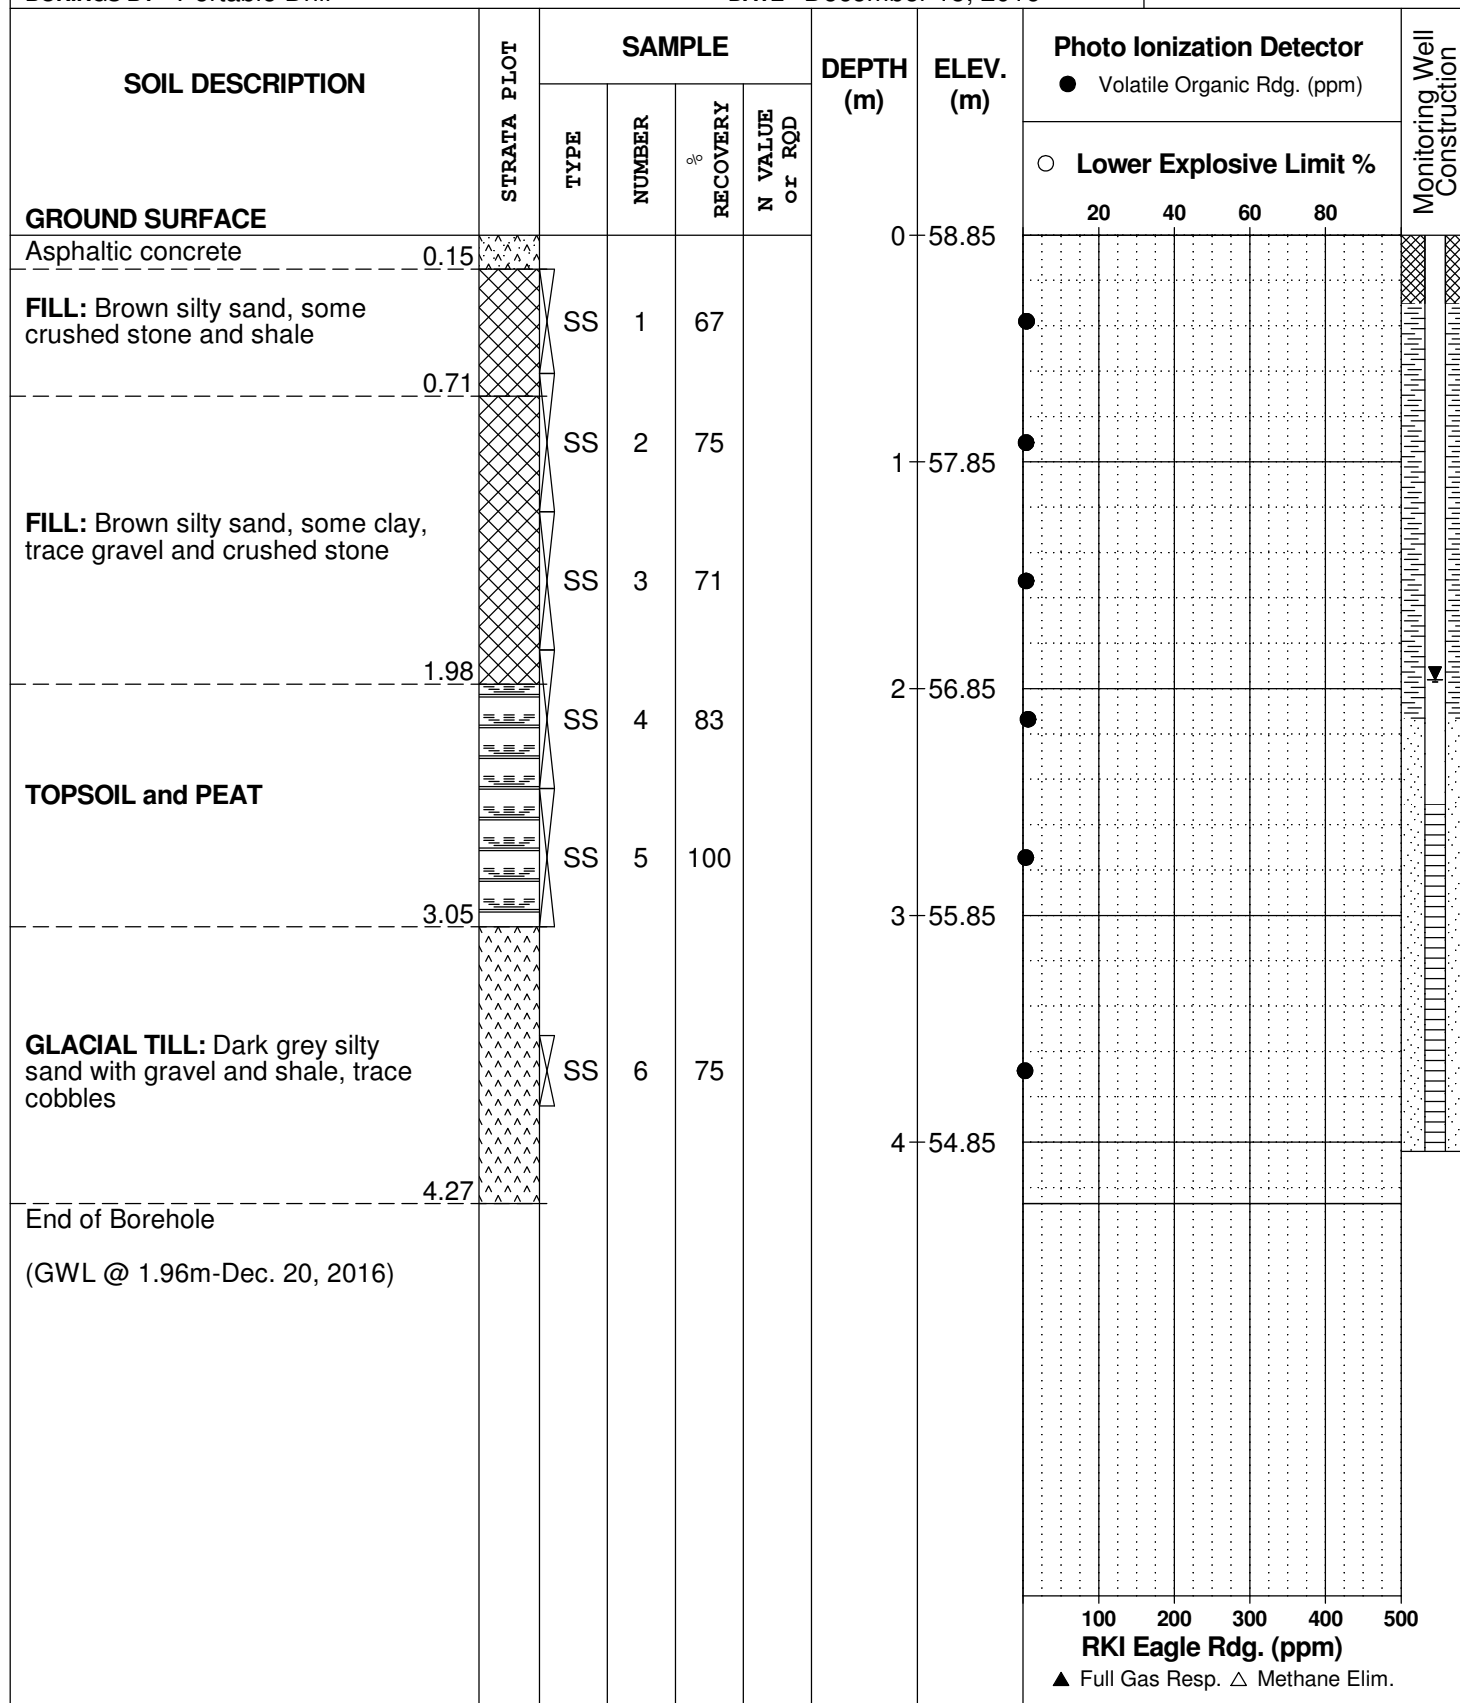 SOIL DESCRIPTION
GROUND SURFACE
STRATA PLOT
SAMPLE
TYPE
NUMBER
% RECOVERY
N VALUE or RQD
DEPTH (m)
ELEV. (m)
Photo Ionization Detector
● Volatile Organic Rdg. (ppm)
○ Lower Explosive Limit %
20 40 60 80
Monitoring Well Construction
0 58.85
Asphaltic concrete 0.15
FILL: Brown silty sand, some
crushed stone and shale
0.71
SS 1 67
SS 2 75
1 57.85
FILL: Brown silty sand, some clay,
trace gravel and crushed stone
SS 3 71
1.98
2 56.85
SS 4 83
TOPSOIL and PEAT
SS 5 100
3.05
3 55.85
GLACIAL TILL: Dark grey silty
sand with gravel and shale, trace
cobbles
SS 6 75
4 54.85
4.27
End of Borehole
(GWL @ 1.96m-Dec. 20, 2016)
100 200 300 400 500
RKI Eagle Rdg. (ppm)
▲ Full Gas Resp. △ Methane Elim.